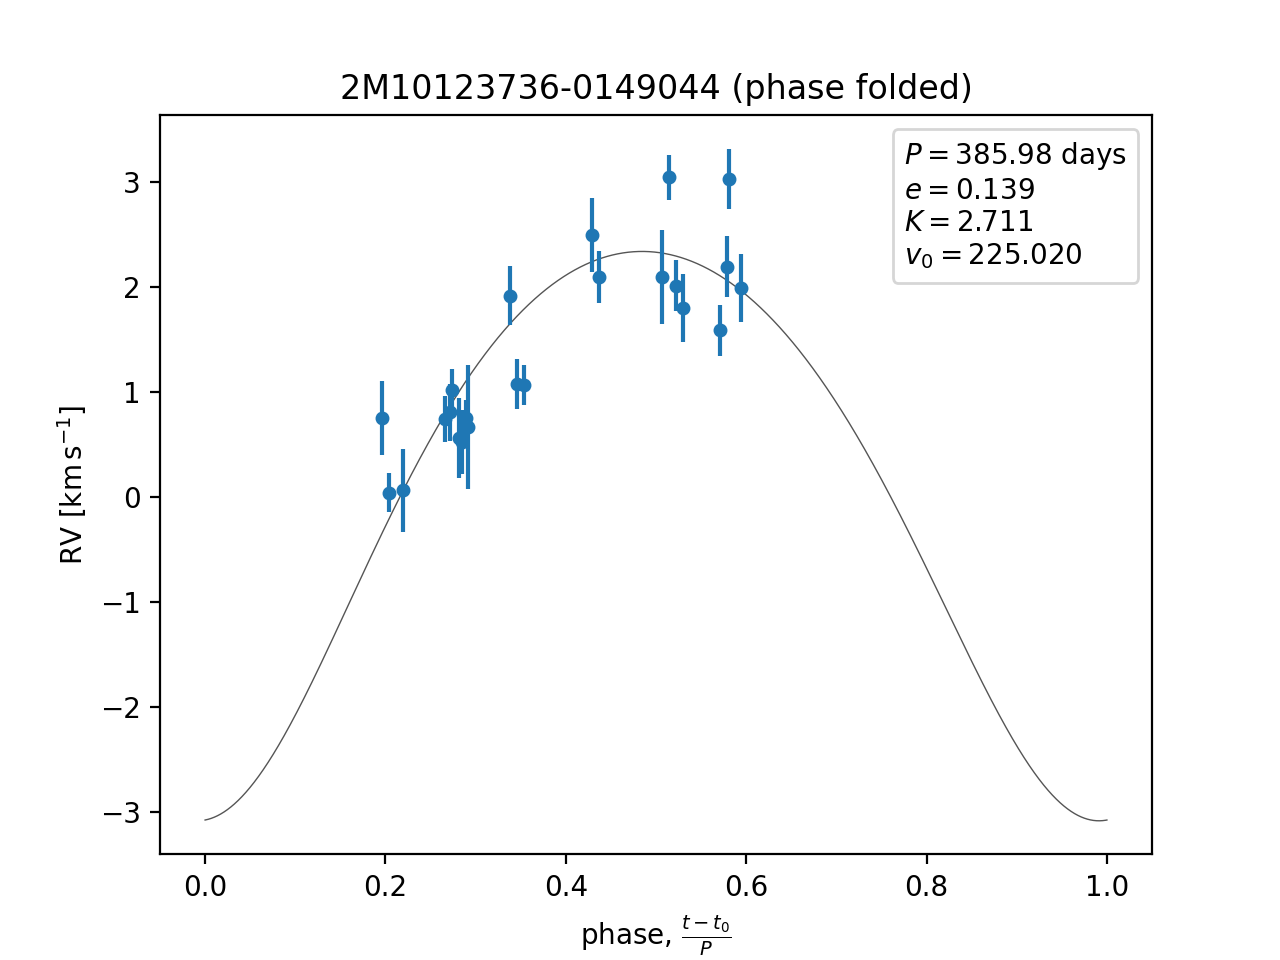 2M10123736-0149044 (phase folded)
P = 385.98 days
e = 0.139
K = 2.711
v₀ = 225.020
3
2
1
0
−1
−2
−3
RV [km s⁻¹]
0.0 0.2 0.4 0.6 0.8 1.0
phase, (t − t₀)/P